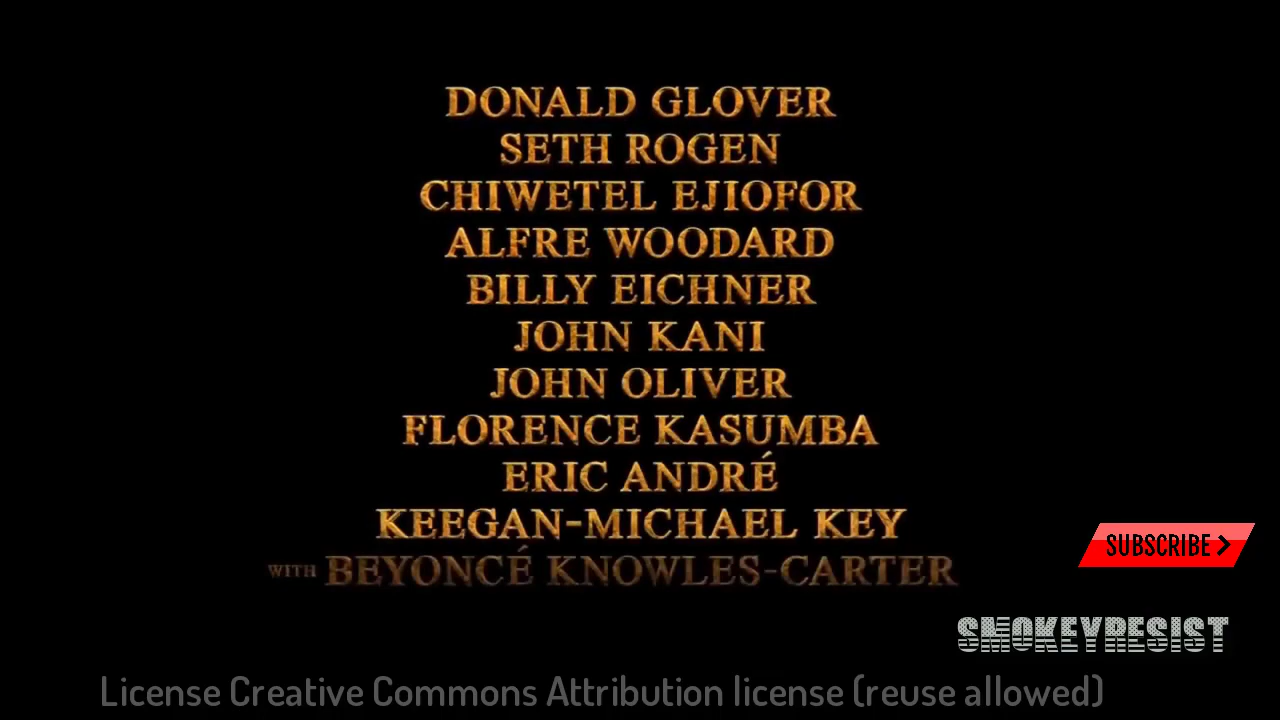 DONALD GLOVER
SETH ROGEN
CHIWETEL EJIOFOR
ALFRE WOODARD
BILLY EICHNER
JOHN KANI
JOHN OLIVER
FLORENCE KASUMBA
ERIC ANDRÉ
KEEGAN-MICHAEL KEY
WITH BEYONCÉ KNOWLES-CARTER
SUBSCRIBE >
SMOKEYRESIST
License Creative Commons Attribution license (reuse allowed)